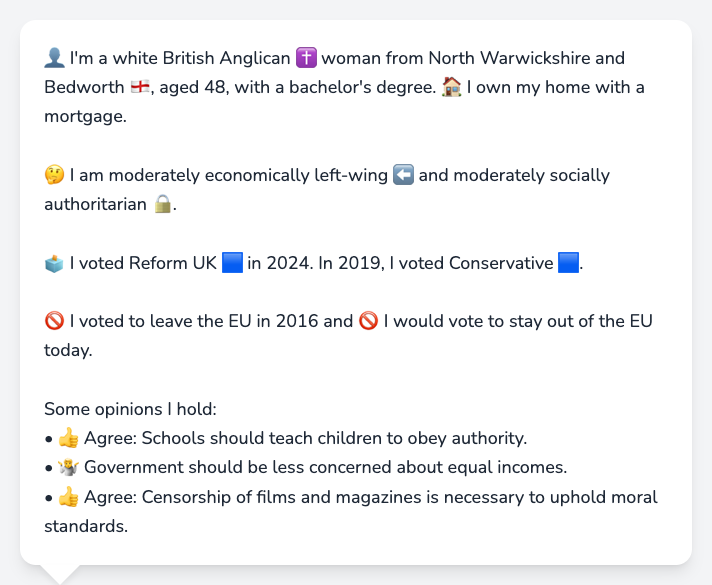 👤 I'm a white British Anglican ✝️ woman from North Warwickshire and
Bedworth 🏴󠁧󠁢󠁥󠁮󠁧󠁿, aged 48, with a bachelor's degree. 🏠 I own my home with a
mortgage.
🤔 I am moderately economically left-wing ⬅️ and moderately socially
authoritarian 🔒.
🗳️ I voted Reform UK 🟦 in 2024. In 2019, I voted Conservative 🟦.
🚫 I voted to leave the EU in 2016 and 🚫 I would vote to stay out of the EU
today.
Some opinions I hold:
• 👍 Agree: Schools should teach children to obey authority.
• 🤷 Government should be less concerned about equal incomes.
• 👍 Agree: Censorship of films and magazines is necessary to uphold moral
standards.